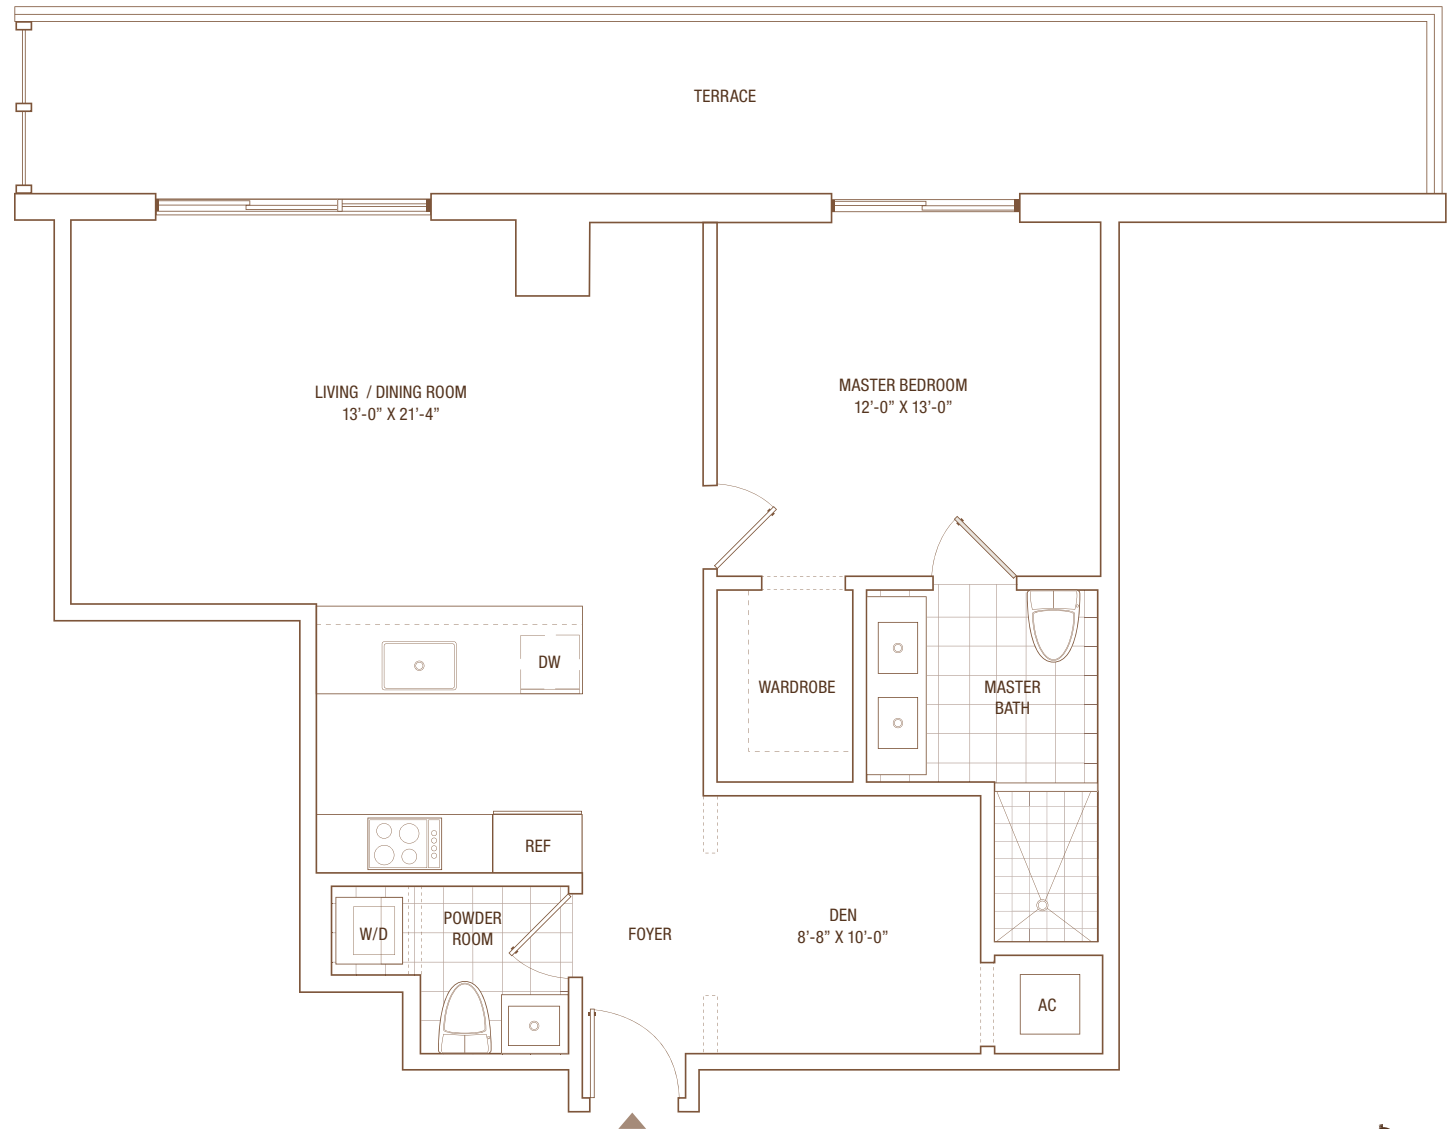 TERRACE
LIVING / DINING ROOM
13’-0” X 21’-4”
MASTER BEDROOM
12’-0” X 13’-0”
DW
WARDROBE
MASTER
BATH
REF
W/D
POWDER
ROOM
FOYER
DEN
8’-8” X 10’-0”
AC